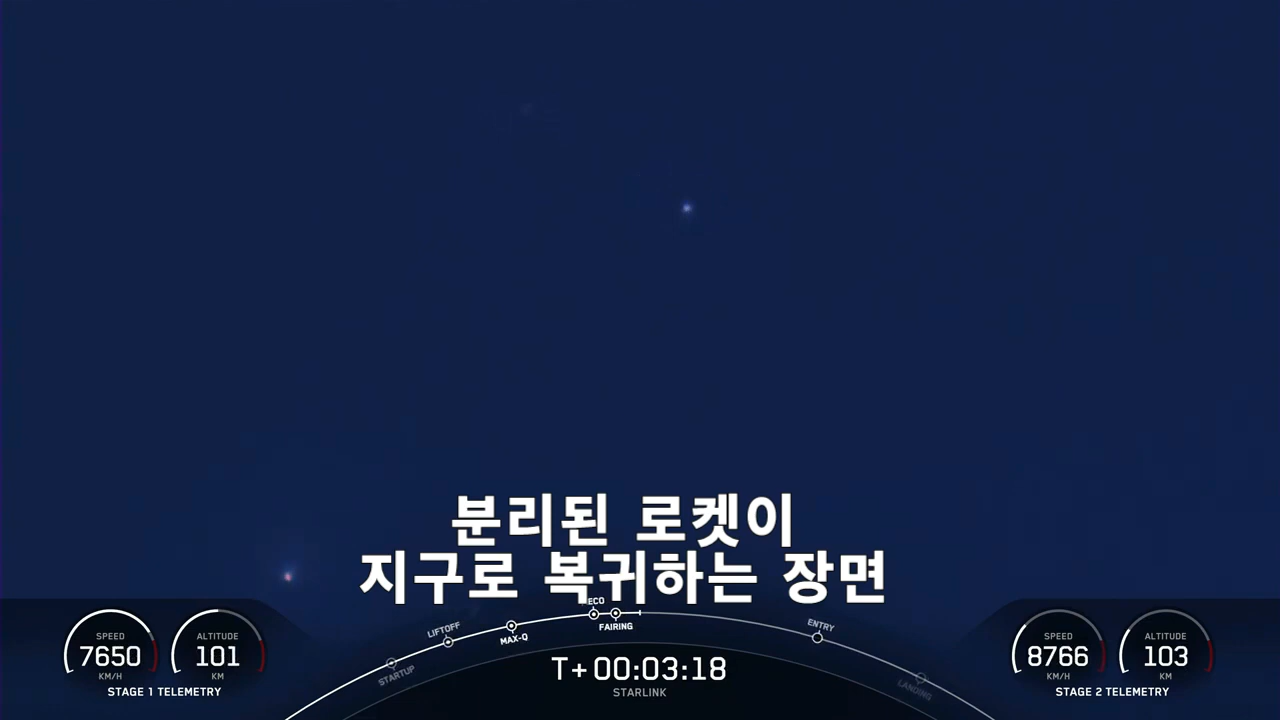 분리된 로켓이
지구로 복귀하는 장면
STARTUP
LIFTOFF
MAX-Q
FAIRING
ENTRY
LANDING
SPEED
7650
KM/H
ALTITUDE
101
KM
STAGE 1 TELEMETRY
T+00:03:18
STARLINK
SPEED
8766
KM/H
ALTITUDE
103
KM
STAGE 2 TELEMETRY